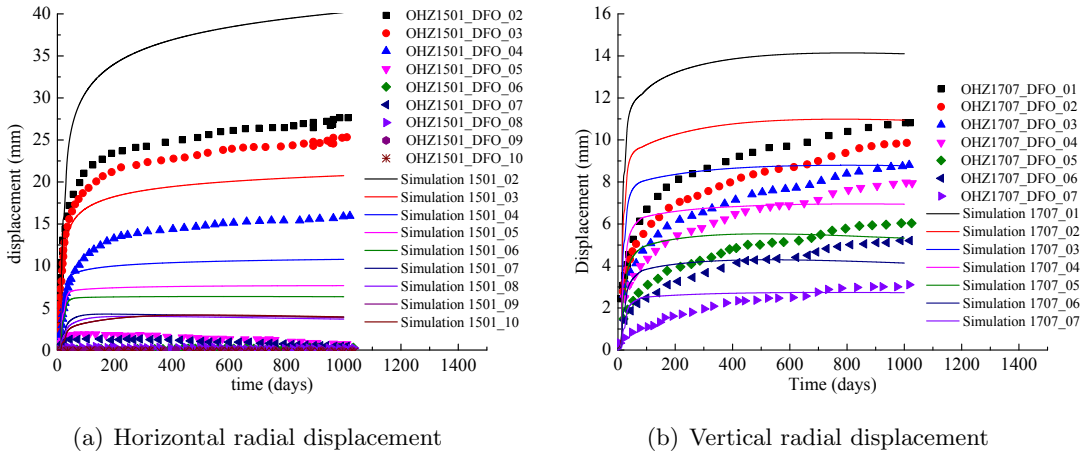 (a)
40
35
30
25
20
15
10
5
0
displacement (mm)
0 200 400 600 800 1000 1200 1400
time (days)
OHZ1501_DFO_02
OHZ1501_DFO_03
OHZ1501_DFO_04
OHZ1501_DFO_05
OHZ1501_DFO_06
OHZ1501_DFO_07
OHZ1501_DFO_08
OHZ1501_DFO_09
OHZ1501_DFO_10
Simulation 1501_02
Simulation 1501_03
Simulation 1501_04
Simulation 1501_05
Simulation 1501_06
Simulation 1501_07
Simulation 1501_08
Simulation 1501_09
Simulation 1501_10
(a) Horizontal radial displacement
(b)
16
14
12
10
8
6
4
2
0
Displacement (mm)
0 200 400 600 800 1000 1200 1400
Time (days)
OHZ1707_DFO_01
OHZ1707_DFO_02
OHZ1707_DFO_03
OHZ1707_DFO_04
OHZ1707_DFO_05
OHZ1707_DFO_06
OHZ1707_DFO_07
Simulation 1707_01
Simulation 1707_02
Simulation 1707_03
Simulation 1707_04
Simulation 1707_05
Simulation 1707_06
Simulation 1707_07
(b) Vertical radial displacement